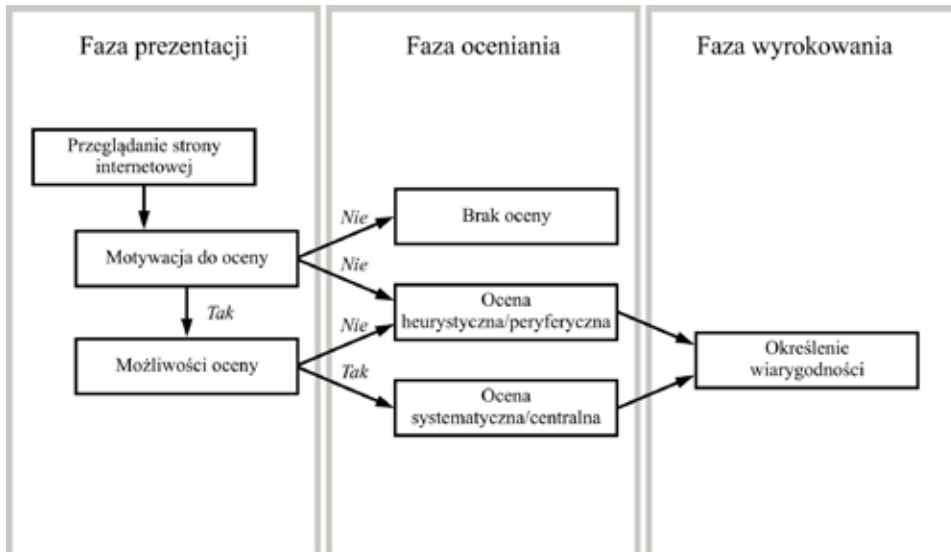 Faza prezentacji
Faza oceniania
Faza wyrokowania
Przeglądanie strony
internetowej
Nie
Brak oceny
Motywacja do oceny
Nie
Ocena
heurystyczna/peryferyczna
Tak
Nie
Określenie
wiarygodności
Możliwości oceny
Tak
Ocena
systematyczna/centralna